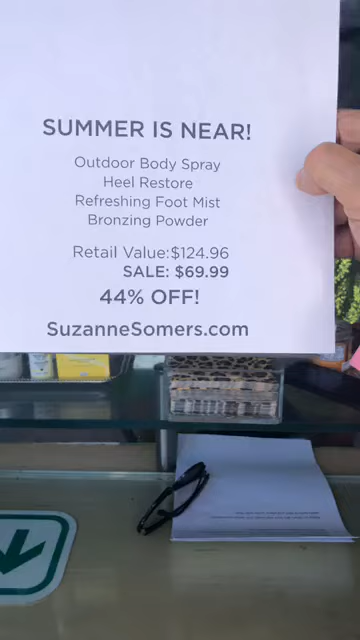 SUMMER IS NEAR!
Outdoor Body Spray
Heel Restore
Refreshing Foot Mist
Bronzing Powder
Retail Value:$124.96
SALE: $69.99
44% OFF!
SuzanneSomers.com